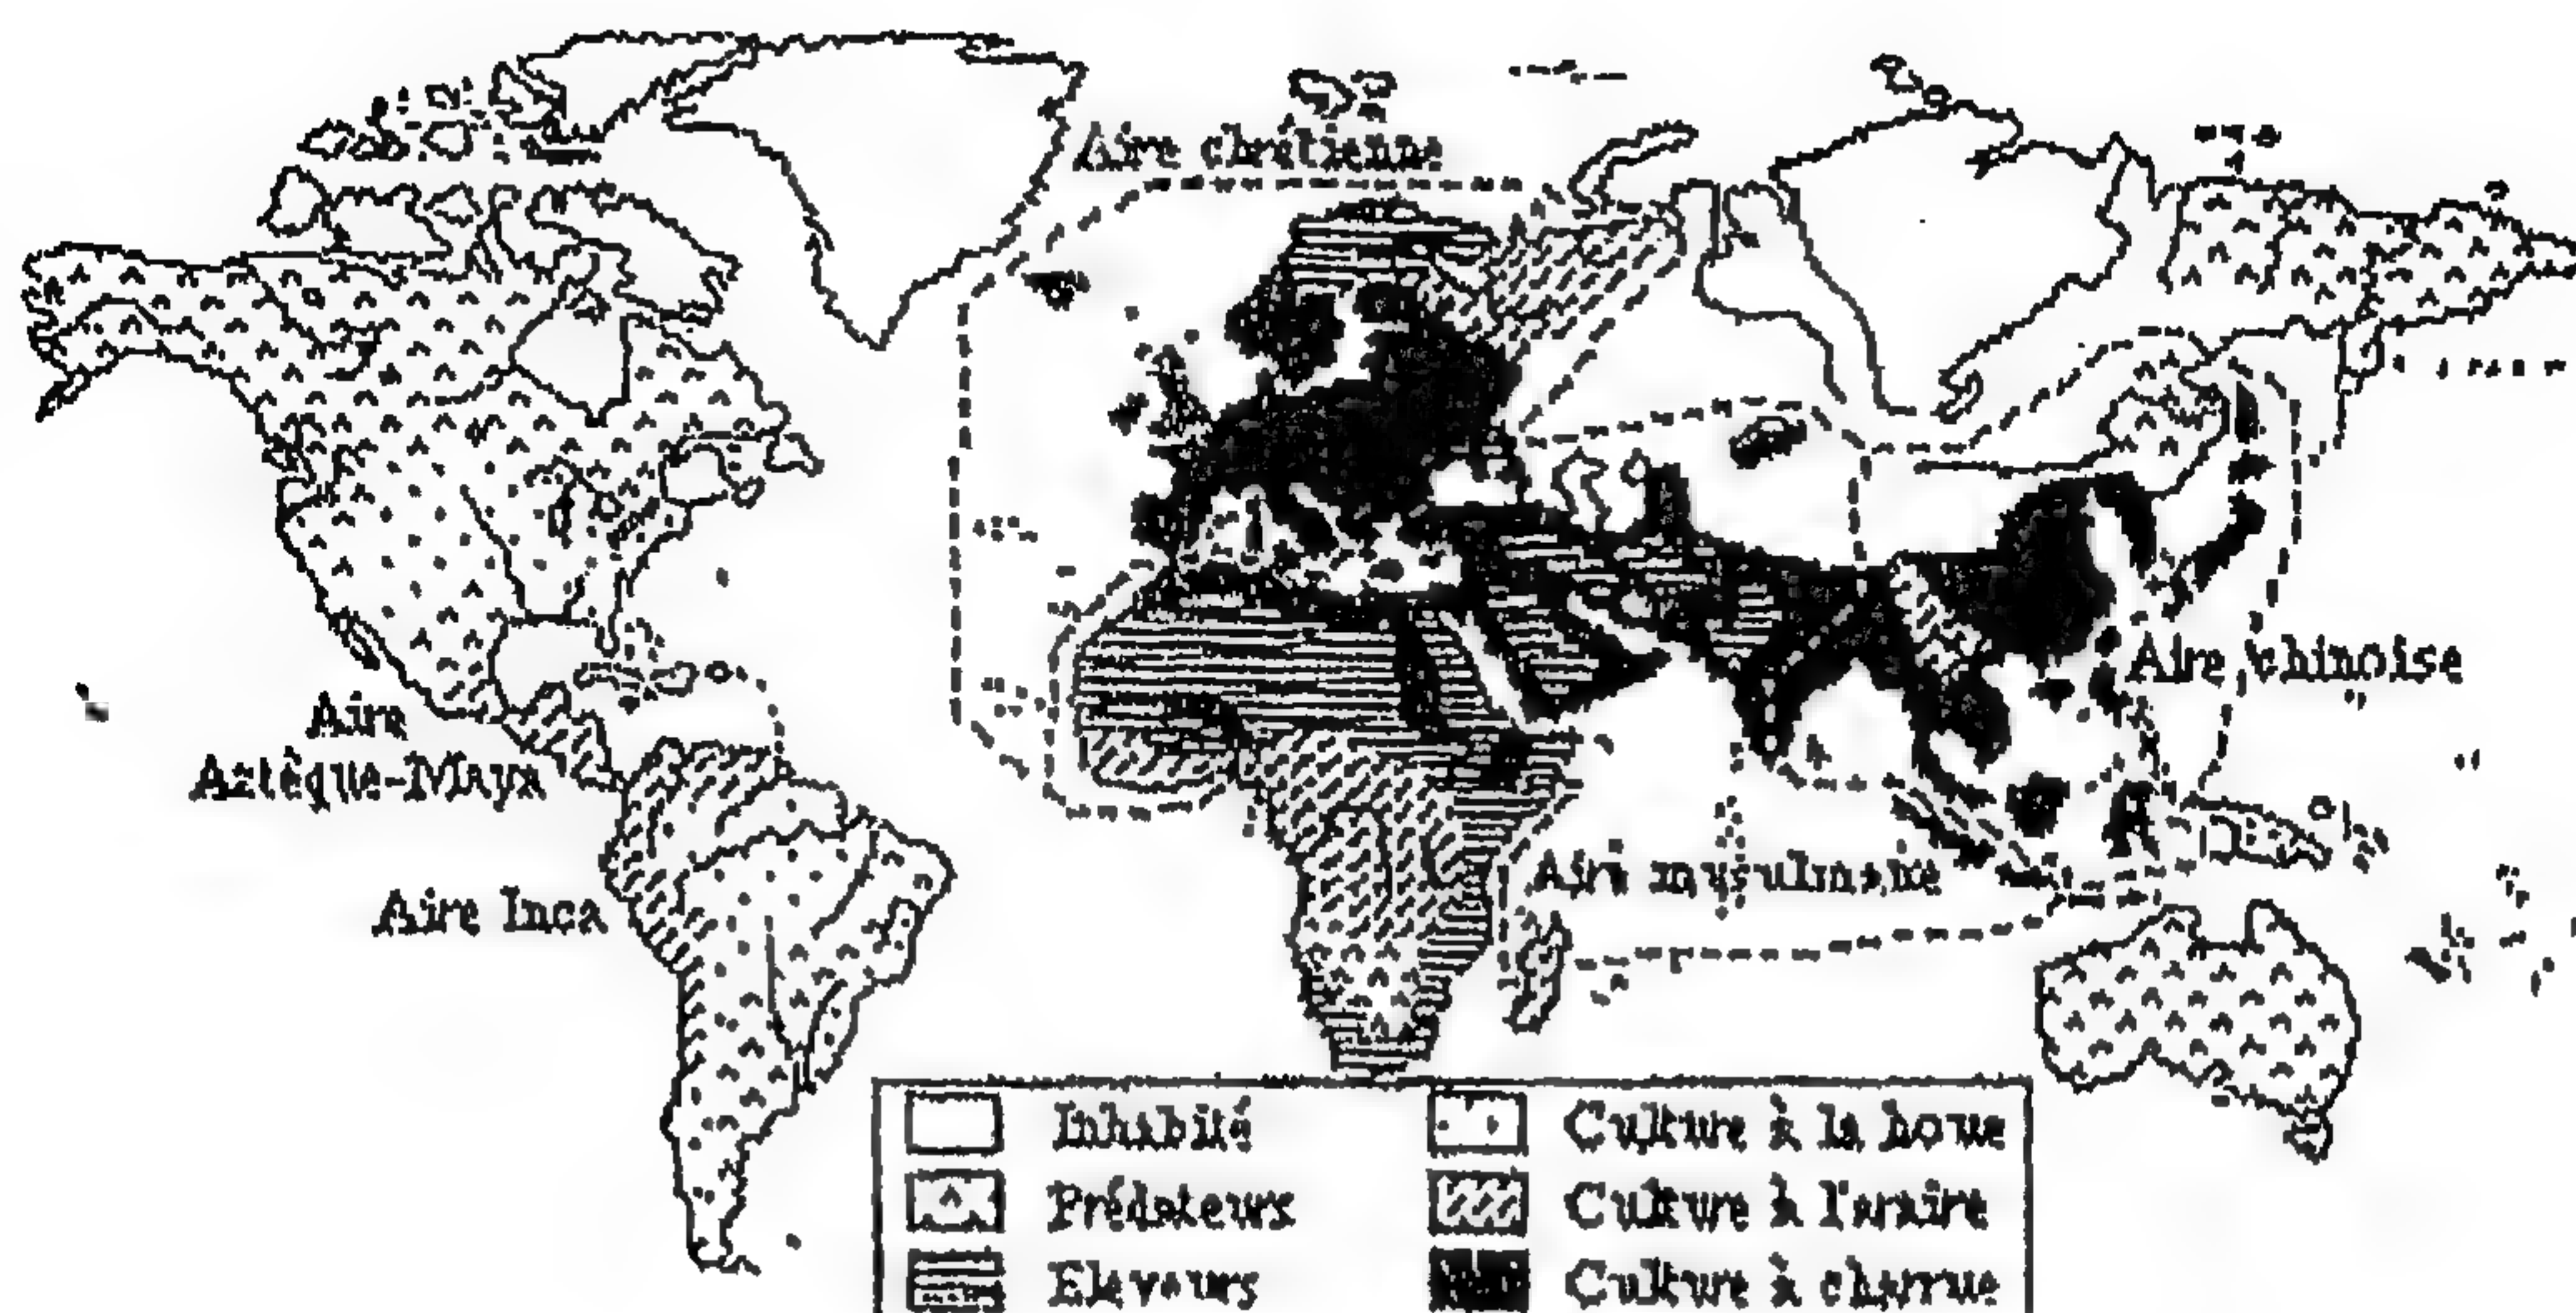 Aire chrétienne
Aire
Aztèque-Maya
Aire chinoise
Aire musulmane
Aire Inca
Inhabité
Prédateurs
Eleveurs
Culture à la houe
Culture à l'araire
Culture à charrue